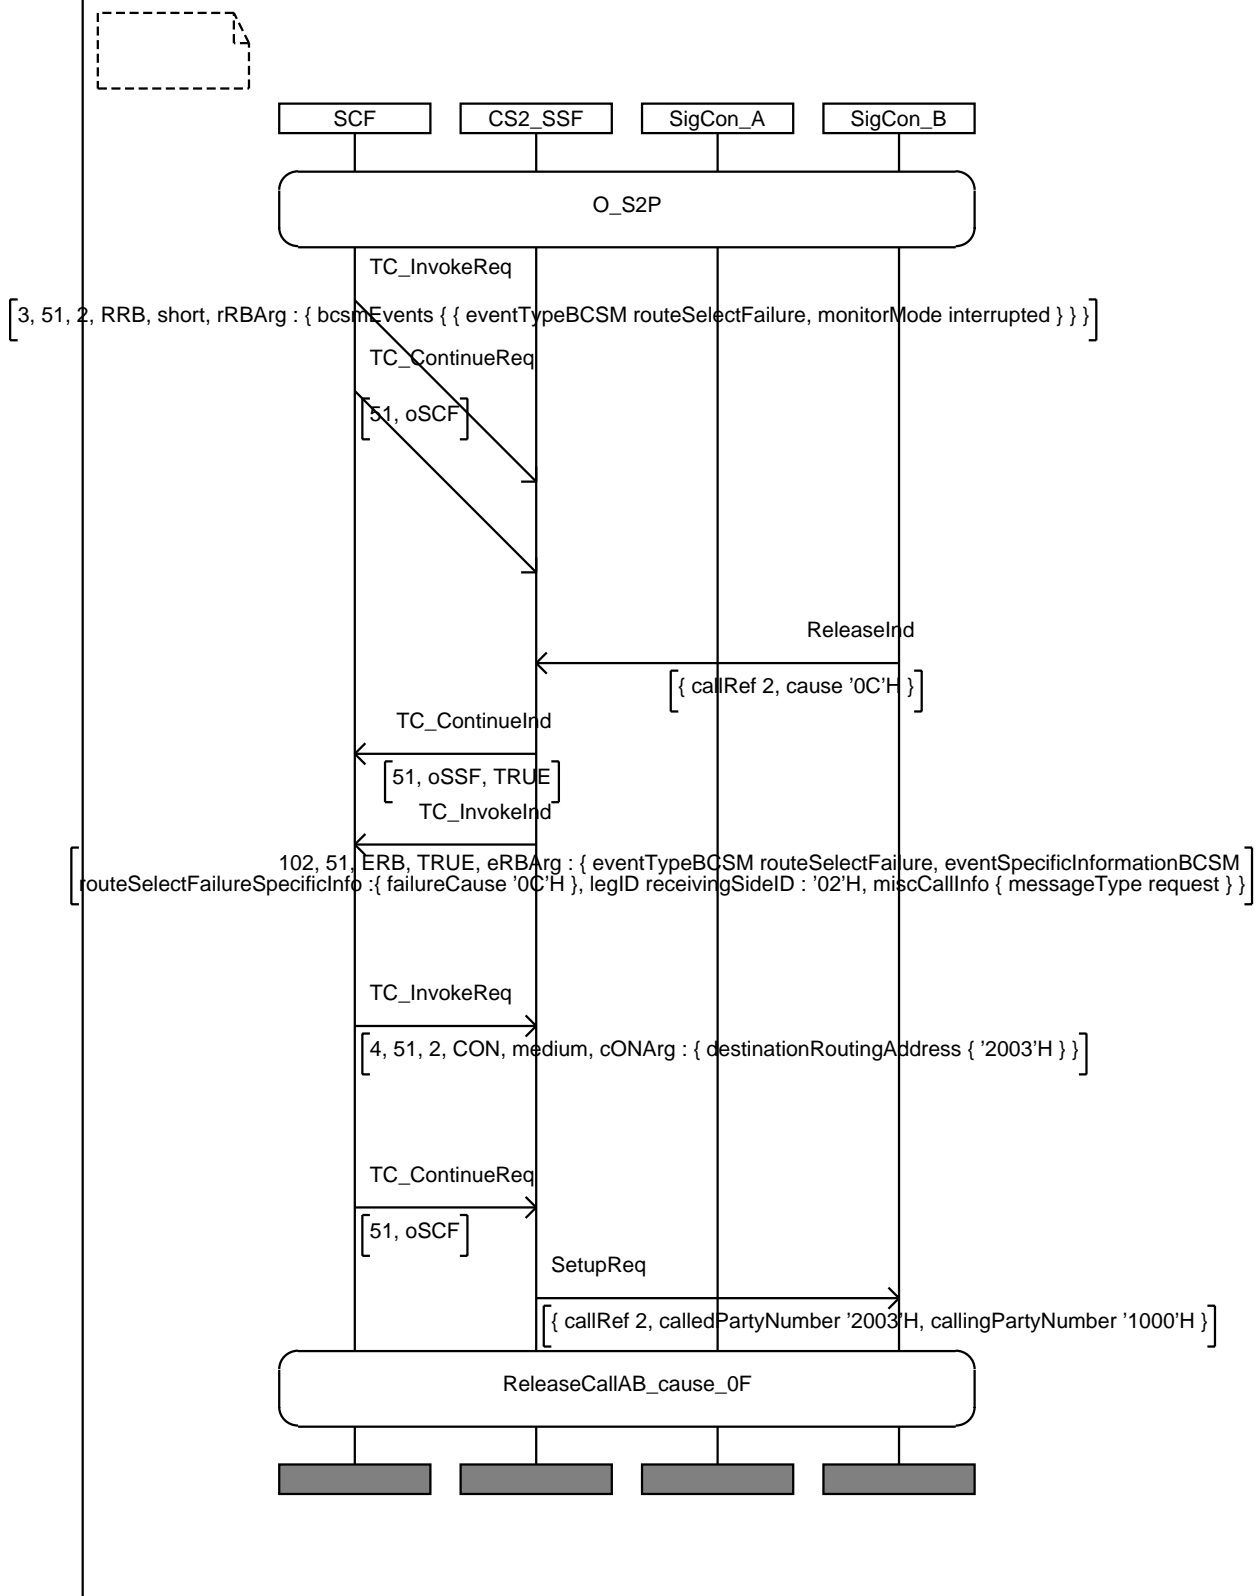 SCF
CS2_SSF
SigCon_A
SigCon_B
O_S2P
TC_InvokeReq
3, 51, 2, RRB, short, rRBArg : { bcsmEvents { { eventTypeBCSM routeSelectFailure, monitorMode interrupted } } }
TC_ContinueReq
51, oSCF
ReleaseInd
{ callRef 2, cause ’0C’H }
TC_ContinueInd
51, oSSF, TRUE
TC_InvokeInd
102, 51, ERB, TRUE, eRBArg : { eventTypeBCSM routeSelectFailure, eventSpecificInformationBCSM
routeSelectFailureSpecificInfo :{ failureCause ’0C’H }, legID receivingSideID : ’02’H, miscCallInfo { messageType request } }
TC_InvokeReq
4, 51, 2, CON, medium, cONArg : { destinationRoutingAddress { ’2003’H } }
TC_ContinueReq
51, oSCF
SetupReq
{ callRef 2, calledPartyNumber ’2003’H, callingPartyNumber ’1000’H }
ReleaseCallAB_cause_0F